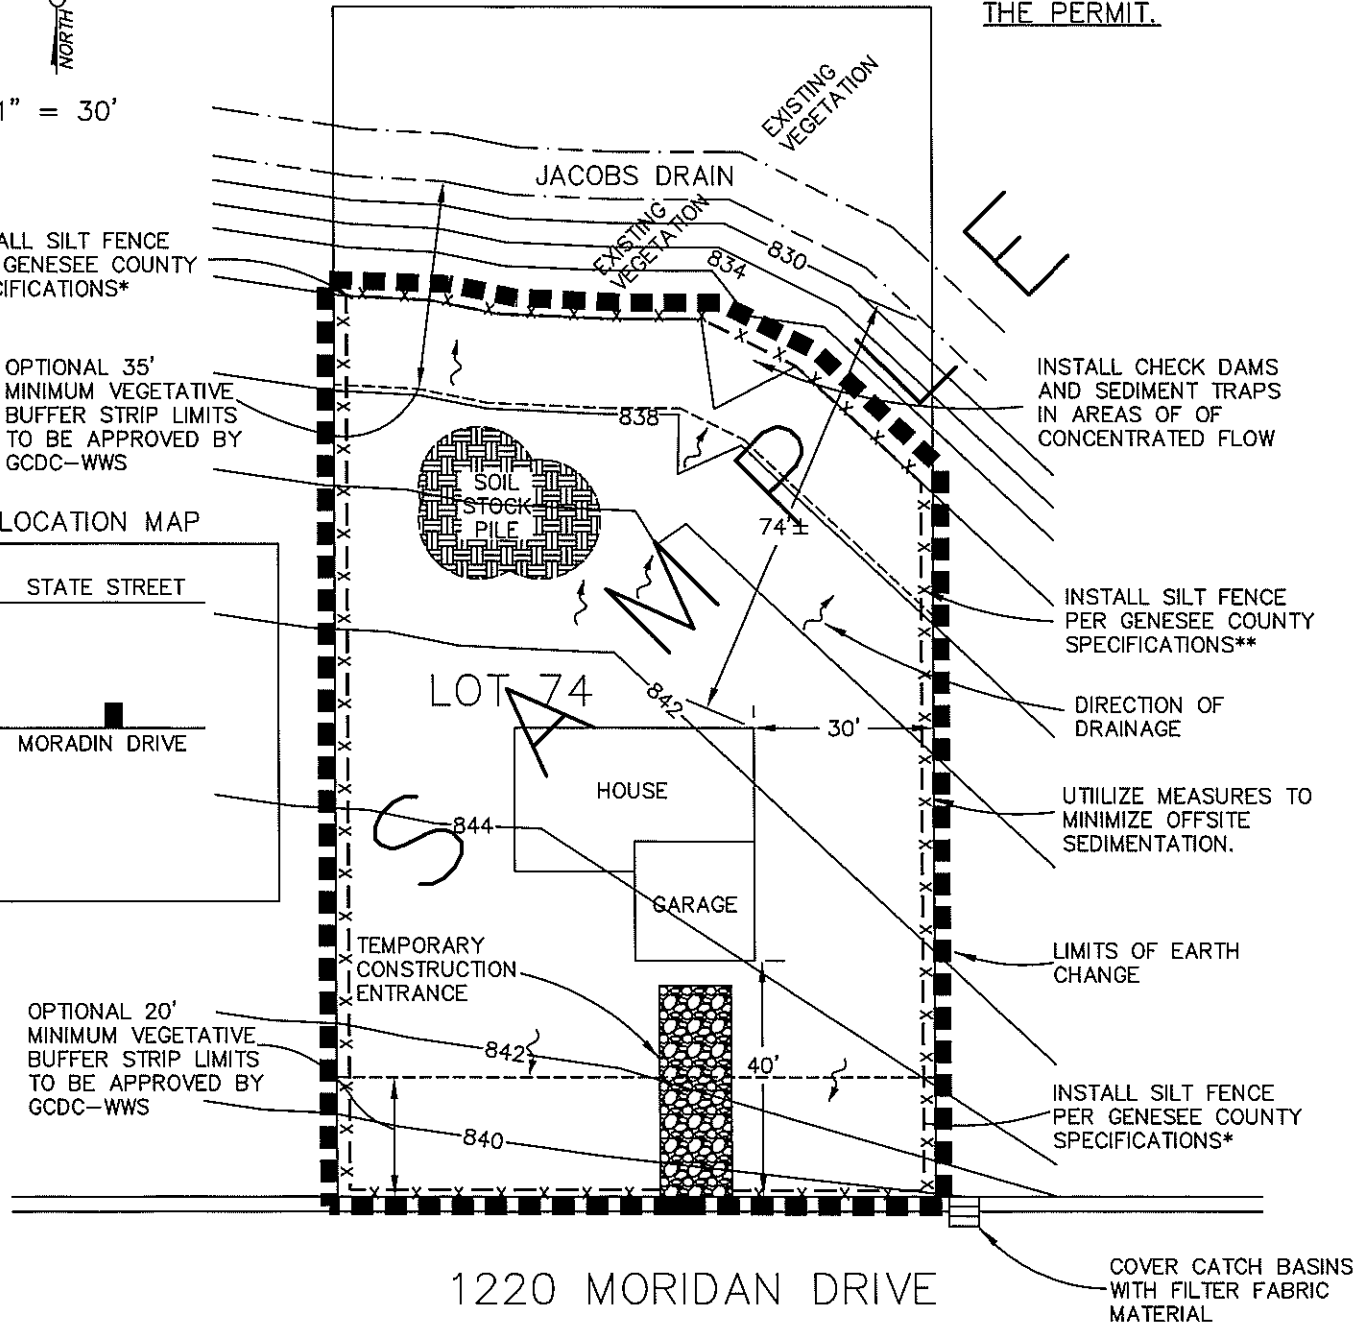 THE PERMIT.
NORTH
1" = 30'
EXISTING
VEGETATION
JACOBS DRAIN
EXISTING
VEGETATION
830
834
ALL SILT FENCE
GENESEE COUNTY
CIFICATIONS*
OPTIONAL 35'
MINIMUM VEGETATIVE
BUFFER STRIP LIMITS
TO BE APPROVED BY
GCDC-WWS
INSTALL CHECK DAMS
AND SEDIMENT TRAPS
IN AREAS OF OF
CONCENTRATED FLOW
838
SOIL
STOCK
PILE
74'±
LOCATION MAP
STATE STREET
MORADIN DRIVE
INSTALL SILT FENCE
PER GENESEE COUNTY
SPECIFICATIONS**
LOT 74
842
30'
DIRECTION OF
DRAINAGE
HOUSE
844
GARAGE
UTIILIZE MEASURES TO
MINIMIZE OFFSITE
SEDIMENTATION.
SAMPLE
TEMPORARY
CONSTRUCTION
ENTRANCE
LIMITS OF EARTH
CHANGE
OPTIONAL 20'
MINIMUM VEGETATIVE
BUFFER STRIP LIMITS
TO BE APPROVED BY
GCDC-WWS
842
40'
840
INSTALL SILT FENCE
PER GENESEE COUNTY
SPECIFICATIONS*
1220 MORIDAN DRIVE
COVER CATCH BASINS
WITH FILTER FABRIC
MATERIAL